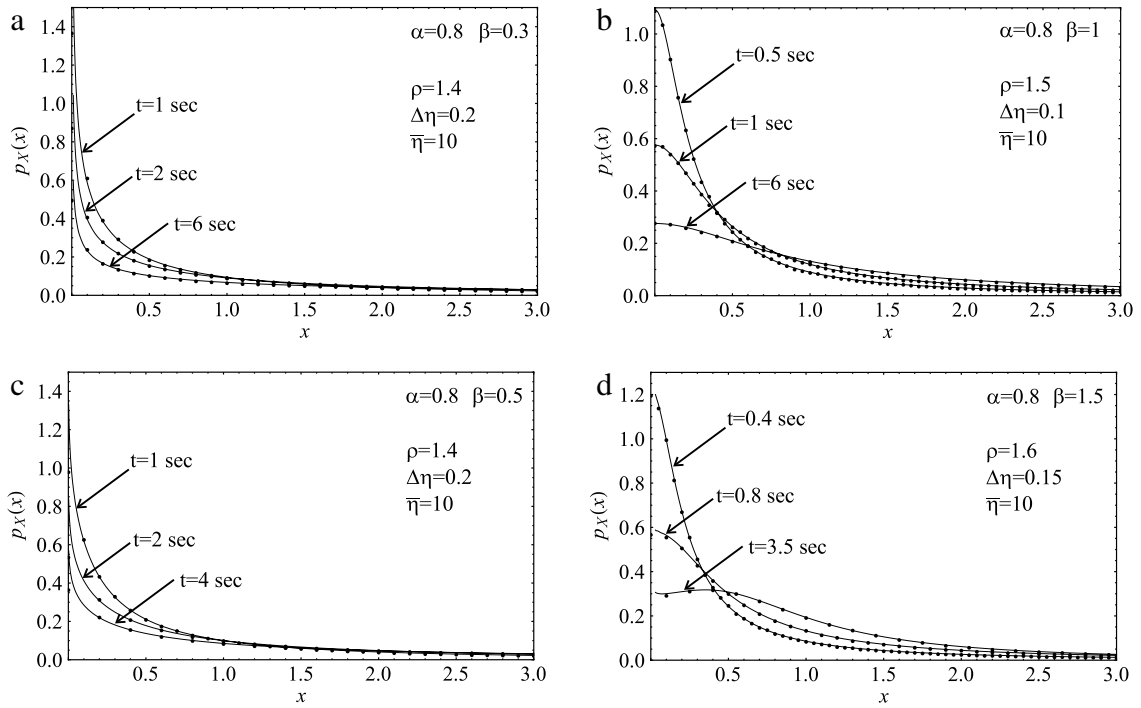 a
α=0.8 β=0.3
ρ=1.4
Δη=0.2
η̅=10
t=1 sec
t=2 sec
t=6 sec
p_X(x)
1.4
1.2
1.0
0.8
0.6
0.4
0.2
0.0
0.5 1.0 1.5 2.0 2.5 3.0
x
b
α=0.8 β=1
ρ=1.5
Δη=0.1
η̅=10
t=0.5 sec
t=1 sec
t=6 sec
p_X(x)
1.0
0.8
0.6
0.4
0.2
0.0
0.5 1.0 1.5 2.0 2.5 3.0
x
c
α=0.8 β=0.5
ρ=1.4
Δη=0.2
η̅=10
t=1 sec
t=2 sec
t=4 sec
p_X(x)
1.4
1.2
1.0
0.8
0.6
0.4
0.2
0.0
0.5 1.0 1.5 2.0 2.5 3.0
x
d
α=0.8 β=1.5
ρ=1.6
Δη=0.15
η̅=10
t=0.4 sec
t=0.8 sec
t=3.5 sec
p_X(x)
1.2
1.0
0.8
0.6
0.4
0.2
0.0
0.5 1.0 1.5 2.0 2.5 3.0
x